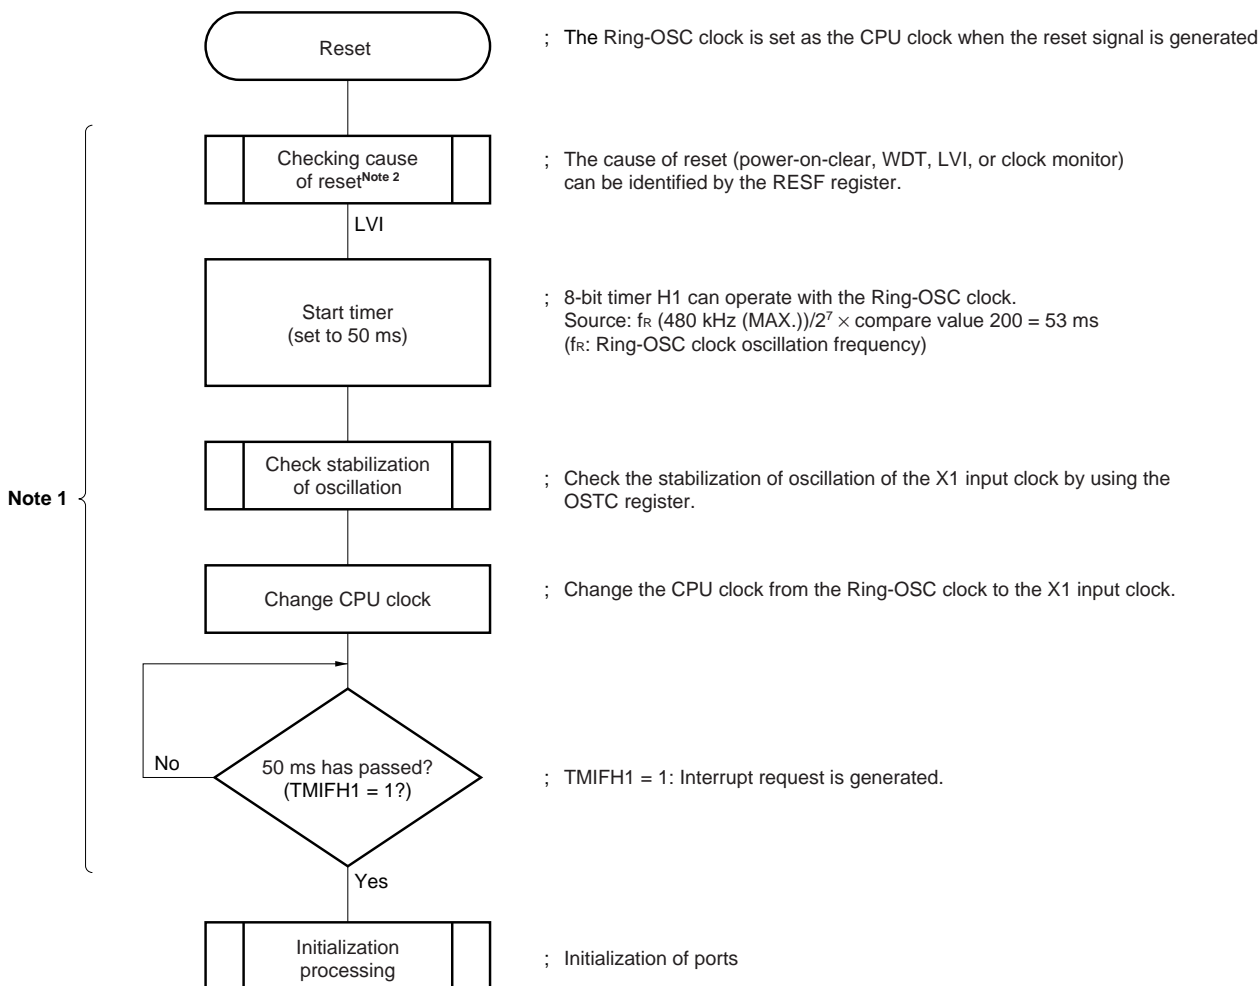 Reset
; The Ring-OSC clock is set as the CPU clock when the reset signal is generated
Checking cause
of reset Note 2
; The cause of reset (power-on-clear, WDT, LVI, or clock monitor)
can be identified by the RESF register.
LVI
Start timer
(set to 50 ms)
; 8-bit timer H1 can operate with the Ring-OSC clock.
Source: fR (480 kHz (MAX.))/2⁷ × compare value 200 = 53 ms
(fR: Ring-OSC clock oscillation frequency)
Note 1
Check stabilization
of oscillation
; Check the stabilization of oscillation of the X1 input clock by using the
OSTC register.
Change CPU clock
; Change the CPU clock from the Ring-OSC clock to the X1 input clock.
No
50 ms has passed?
(TMIFH1 = 1?)
; TMIFH1 = 1: Interrupt request is generated.
Yes
Initialization
processing
; Initialization of ports